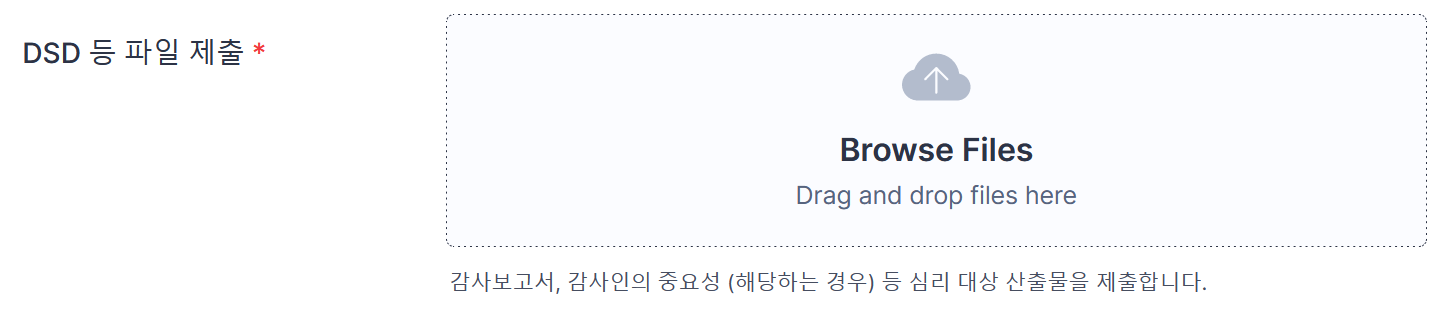 DSD 등 파일 제출 *
Browse Files
Drag and drop files here
감사보고서, 감사인의 중요성 (해당하는 경우) 등 심리 대상 산출물을 제출합니다.